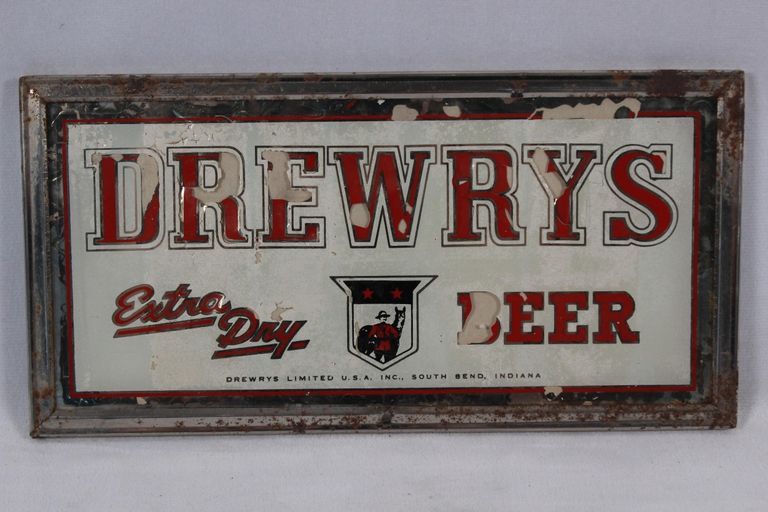 DREWRYS
Extra Dry BEER
DREWRYS LIMITED U.S.A. INC., SOUTH BEND, INDIANA